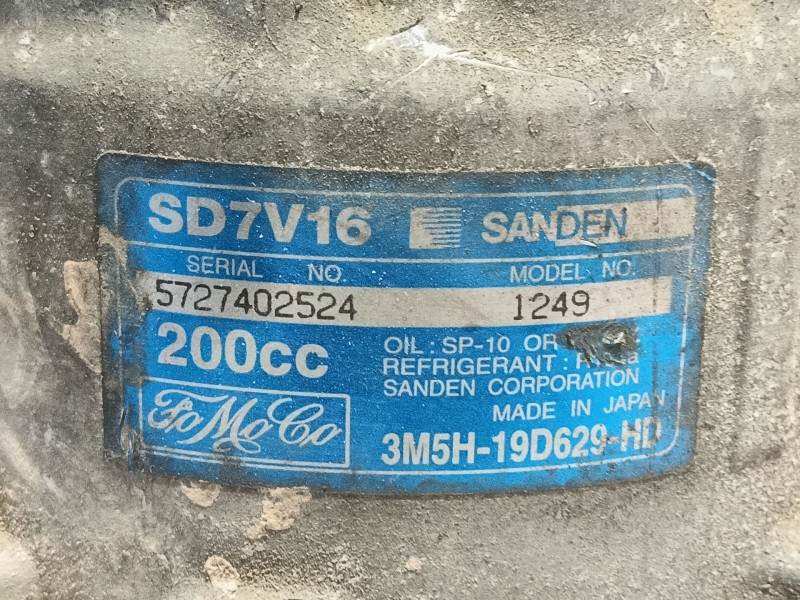 SD7V16 SANDEN
SERIAL NO. MODEL NO.
5727402524 1249
200cc
OIL: SP-10 OR
REFRIGERANT:
SANDEN CORPORATION
MADE IN JAPAN
FoMoCo
3M5H-19D629-HD